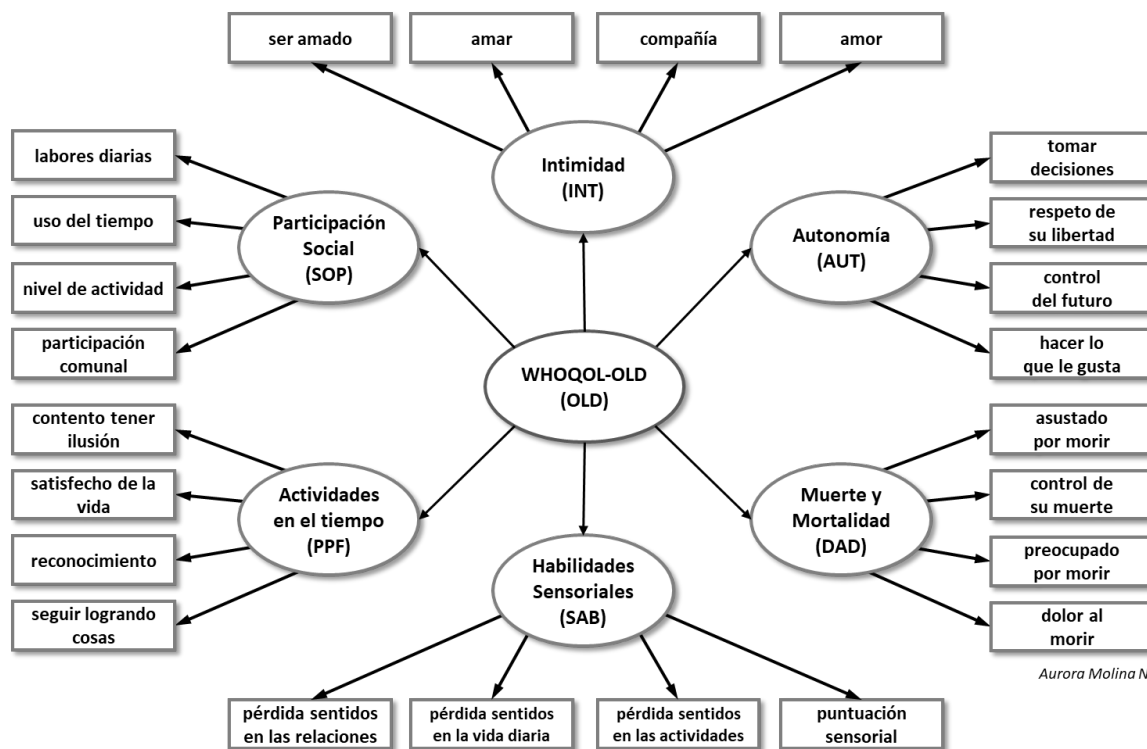 ser amado
amar
compañía
amor
Intimidad
(INT)
labores diarias
uso del tiempo
nivel de actividad
participación
comunal
Participación
Social
(SOP)
tomar
decisiones
respeto de
su libertad
control
del futuro
hacer lo
que le gusta
Autonomía
(AUT)
WHOQOL-OLD
(OLD)
contento tener
ilusión
satisfecho de la
vida
reconocimiento
seguir logrando
cosas
Actividades
en el tiempo
(PPF)
asustado
por morir
control de
su muerte
preocupado
por morir
dolor al
morir
Muerte y
Mortalidad
(DAD)
Habilidades
Sensoriales
(SAB)
pérdida sentidos
en las relaciones
pérdida sentidos
en la vida diaria
pérdida sentidos
en las actividades
puntuación
sensorial
Aurora Molina N